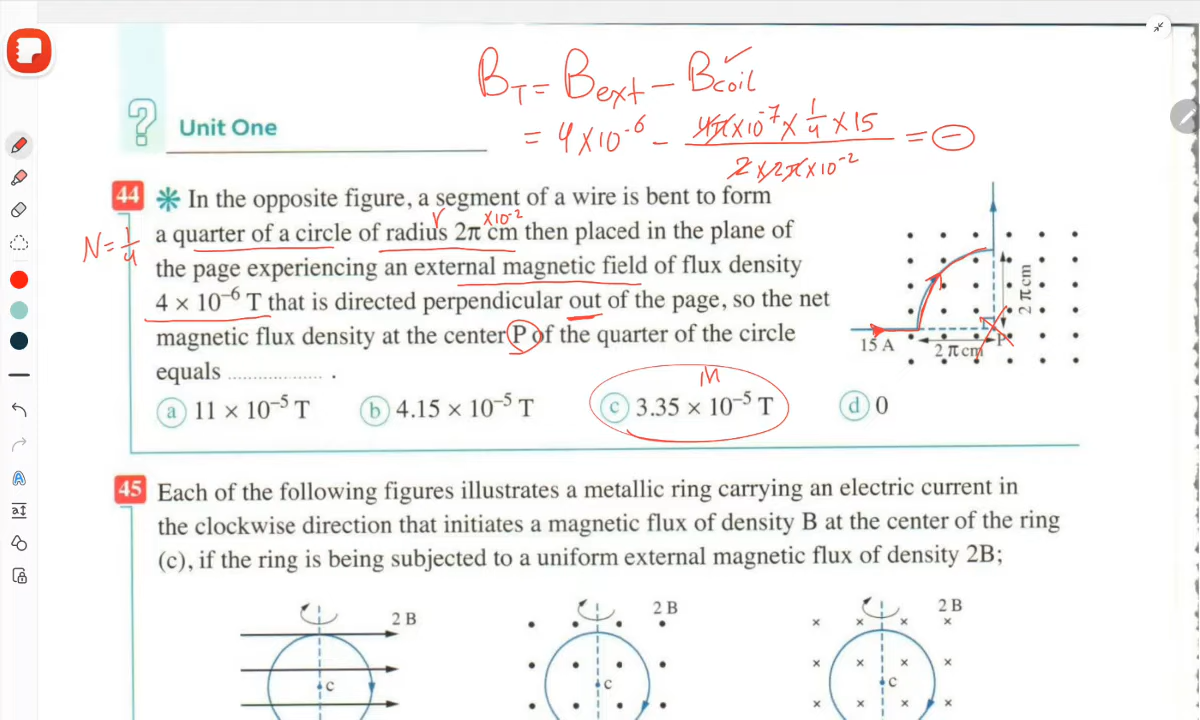 B_T = B_ext − B_coil ✓
= 4 × 10⁻⁶ − (4π × 10⁻⁷ × 1/4 × 15) / (2 × 2π × 10⁻²) = −
?
Unit One
44 ✱ In the opposite figure, a segment of a wire is bent to form
r ×10⁻²
a quarter of a circle of radius 2π cm then placed in the plane of
N = 1/4
the page experiencing an external magnetic field of flux density
4 × 10⁻⁶ T that is directed perpendicular out of the page, so the net
magnetic flux density at the center P of the quarter of the circle
equals .................... .
2 π cm
15 A
2 π cm
P
a 11 × 10⁻⁵ T b 4.15 × 10⁻⁵ T c 3.35 × 10⁻⁵ T d 0
45 Each of the following figures illustrates a metallic ring carrying an electric current in
the clockwise direction that initiates a magnetic flux of density B at the center of the ring
(c), if the ring is being subjected to a uniform external magnetic flux of density 2B;
2 B 2 B 2 B
c c c